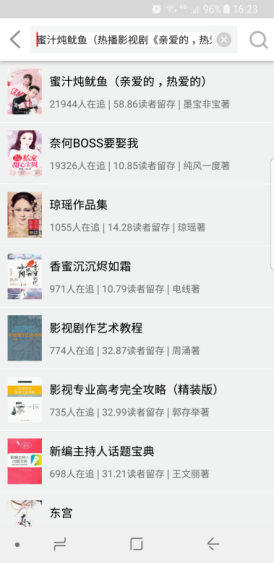 96% 16:23
蜜汁炖鱿鱼（热播影视剧《亲爱的，热爱
蜜汁炖鱿鱼（亲爱的，热爱的）
21944人在追 | 58.86读者留存 | 墨宝非宝著
奈何BOSS要娶我
19326人在追 | 10.85读者留存 | 纯风一度著
琼瑶作品集
1055人在追 | 14.28读者留存 | 琼瑶著
香蜜沉沉烬如霜
971人在追 | 10.79读者留存 | 电线著
影视剧作艺术教程
774人在追 | 32.87读者留存 | 周涌著
影视专业高考完全攻略（精装版）
735人在追 | 32.99读者留存 | 郭存举著
新编主持人话题宝典
698人在追 | 31.21读者留存 | 王文丽著
东宫